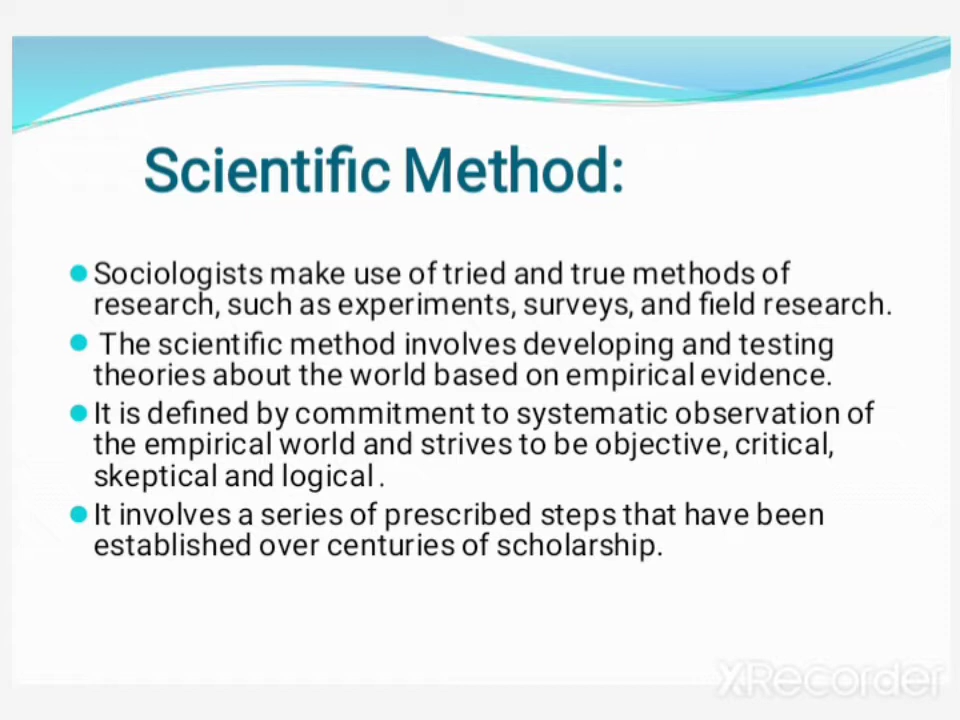 Scientific Method:
Sociologists make use of tried and true methods of
research, such as experiments, surveys, and field research.
The scientific method involves developing and testing
theories about the world based on empirical evidence.
It is defined by commitment to systematic observation of
the empirical world and strives to be objective, critical,
skeptical and logical .
It involves a series of prescribed steps that have been
established over centuries of scholarship.
XRecorder